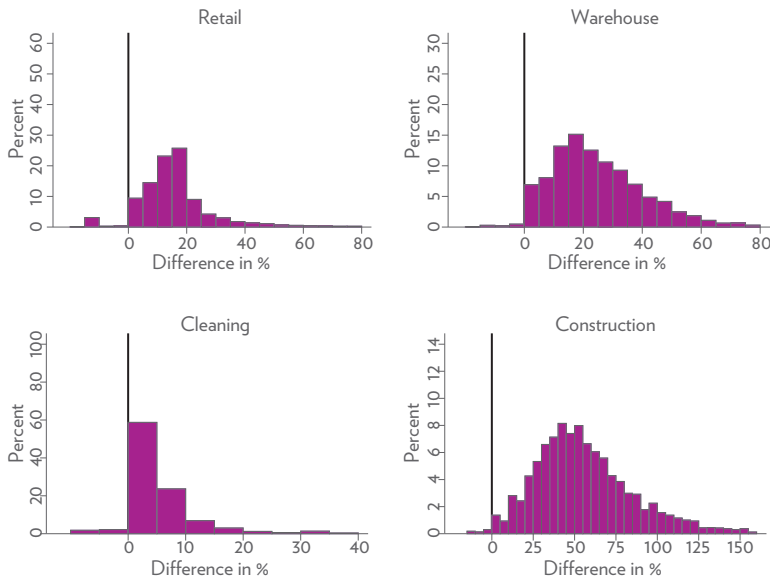 Retail
Percent
0 10 20 30 40 50 60
0 20 40 60 80
Difference in %
Warehouse
Percent
0 5 10 15 20 25 30
0 20 40 60 80
Difference in %
Cleaning
Percent
0 20 40 60 80 100
0 10 20 30 40
Difference in %
Construction
Percent
0 2 4 6 8 10 12 14
0 25 50 75 100 125 150
Difference in %